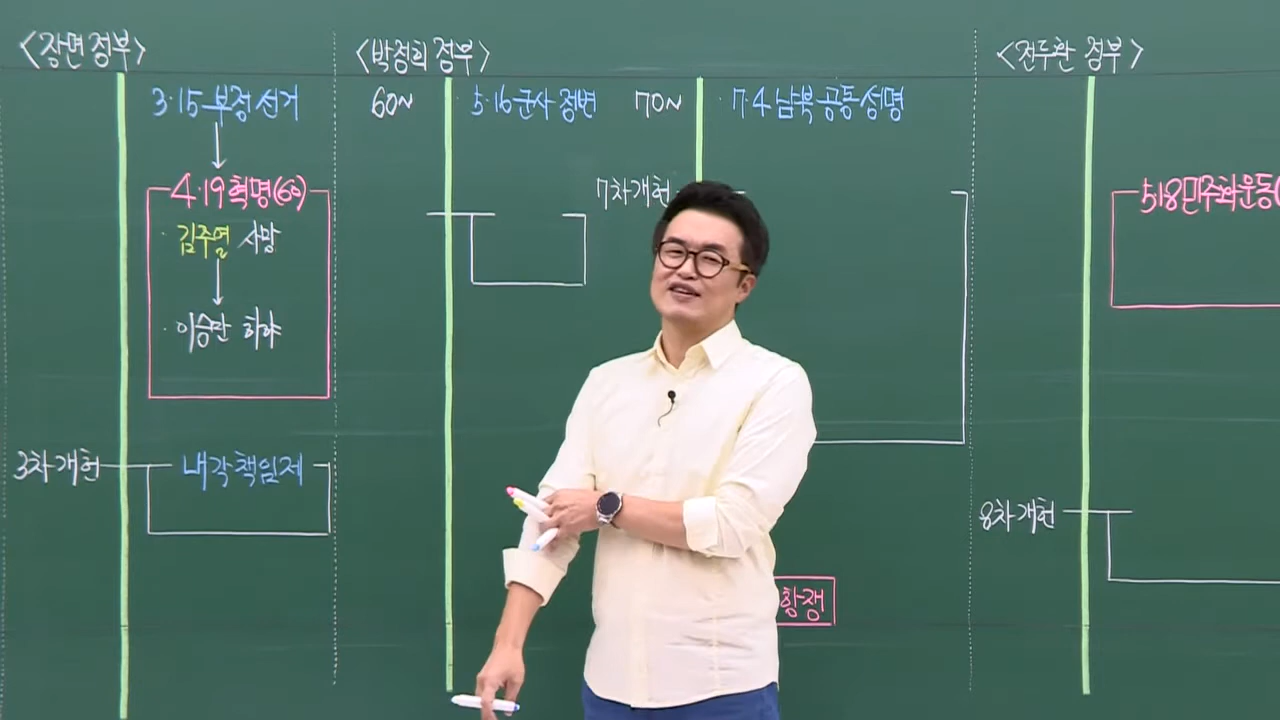 <장면 정부>
3·15 부정 선거
4·19 혁명(60)
· 김주열 사망
· 이승만 하야
3차 개헌
내각 책임제
<박정희 정부>
60~
5·16 군사 정변
70~
7·4 남북 공동 성명
7차 개헌
항쟁
<전두환 정부>
5·18 민주화 운동(
8차 개헌